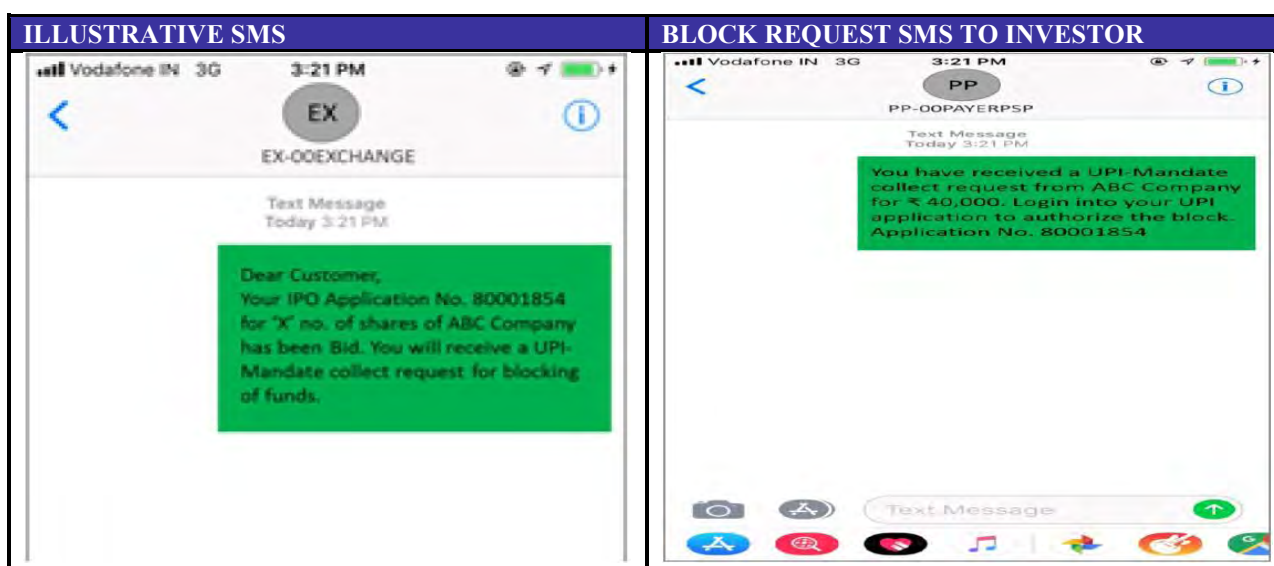 ILLUSTRATIVE SMS
Vodafone IN 3G 3:21 PM
EX
EX-00EXCHANGE
Text Message
Today 3:21 PM
Dear Customer,
Your IPO Application No. 80001854
for 'X' no. of shares of ABC Company
has been Bid. You will receive a UPI-
Mandate collect request for blocking
of funds.
BLOCK REQUEST SMS TO INVESTOR
Vodafone IN 3G 3:21 PM
PP
PP-00PAYERPSP
Text Message
Today 3:21 PM
You have received a UPI-Mandate
collect request from ABC Company
for ₹ 40,000. Login into your UPI
application to authorize the block.
Application No. 80001854
Text Message